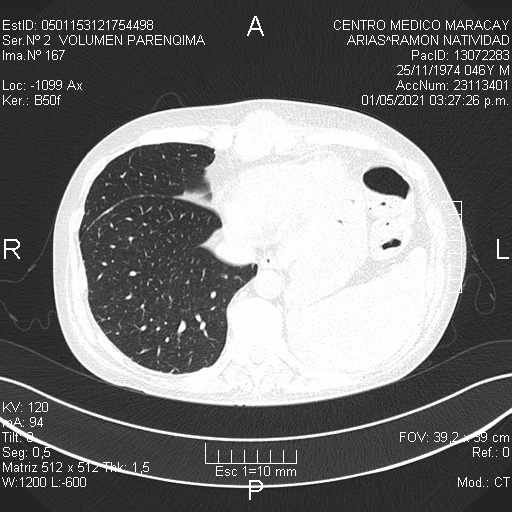 EstID: 0501153121754498
Ser.Nº 2 VOLUMEN PARENQIMA
Ima.Nº 167
Loc: -1099 Ax
Ker.: B50f
A
CENTRO MEDICO MARACAY
ARIAS^RAMON NATIVIDAD
PacID: 13072283
25/11/1974 046Y M
AccNum: 23113401
01/05/2021 03:27:26 p.m.
R
L
KV: 120
mA: 94
Tilt: 0
Seg: 0,5
Matriz 512 x 512 Thk: 1,5
W:1200 L:-600
Esc 1=10 mm
P
FOV: 39,2 x 39 cm
Ref.: 0
Mod.: CT